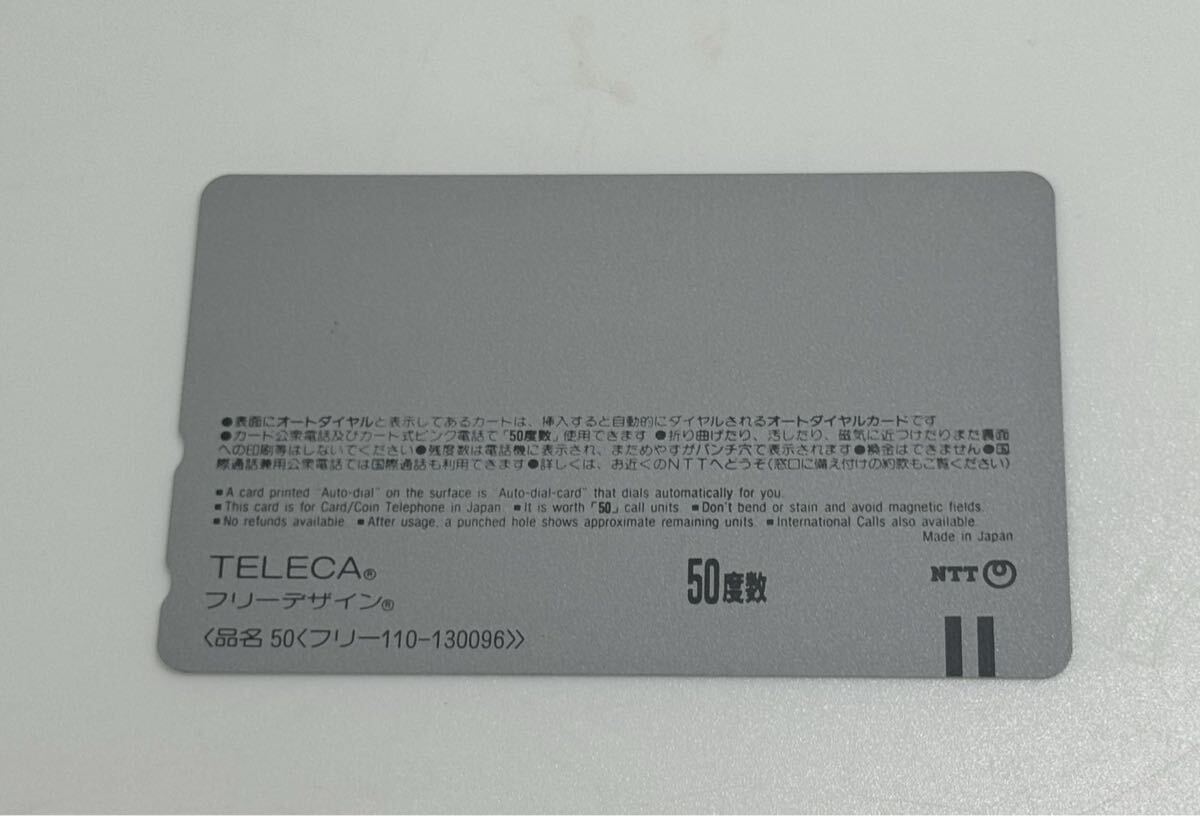 ●表面にオートダイヤルと表示してあるカードは、挿入すると自動的にダイヤルされるオートダイヤルカードです
●カード公衆電話及びカード式ピンク電話で「50度数」使用できます ●折り曲げたり、汚したり、磁気に近づけたりまた裏面
への印刷等はしないでください●残度数は電話機に表示され、まためやすがパンチ穴で表示されます●換金はできません●国
際通話兼用公衆電話では国際通話も利用できます●詳しくは、お近くのNTTへどうぞ(窓口に備え付けの約款もご覧ください)
■A card printed "Auto-dial" on the surface is "Auto-dial-card" that dials automatically for you.
■This card is for Card/Coin Telephone in Japan. ■It is worth「50」call units. ■Don't bend or stain and avoid magnetic fields.
■No refunds available. ■After usage, a punched hole shows approximate remaining units. ■International Calls also available.
Made in Japan
TELECA®
フリーデザイン®
50度数
NTT
〈品名 50〈フリー110-130096〉〉